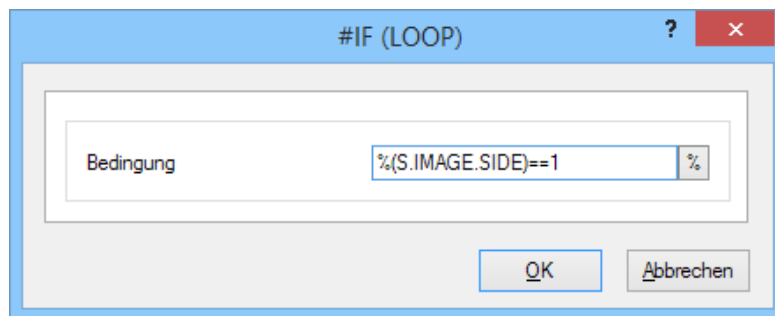 #IF (LOOP)
? ×
Bedingung %(S.IMAGE.SIDE)==1 %
OK Abbrechen